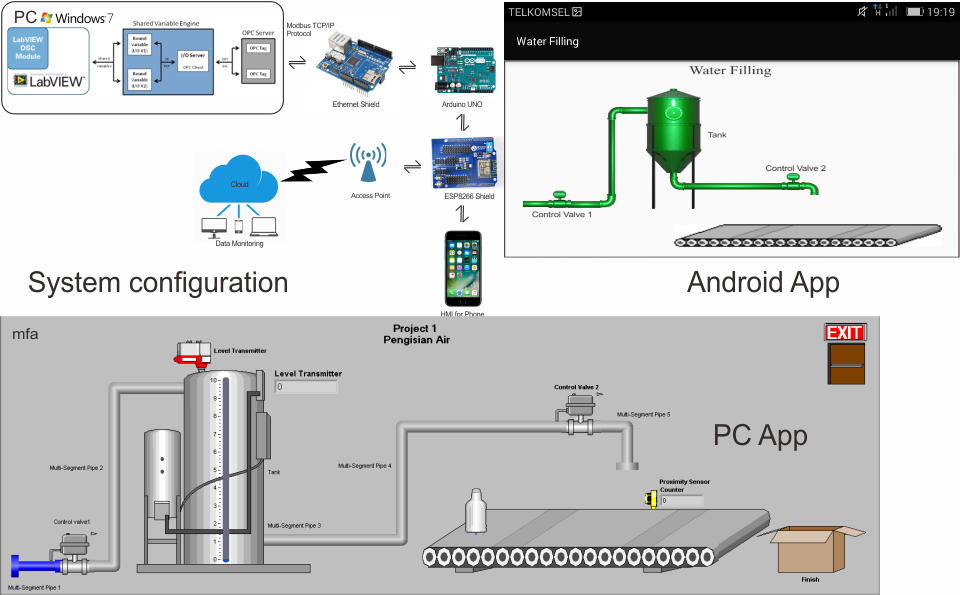 PC Windows 7
Shared Variable Engine
LabVIEW
DSC
Module
LabVIEW
Shared
variables
Bound
Variable
(I/O #1)
Bound
Variable
(I/O #2)
I/O Server
OPC Client
OPC Server
OPC Tag
OPC Tag
Modbus TCP/IP
Protocol
Ethernet Shield
Arduino UNO
Cloud
Access Point
ESP8266 Shield
Data Monitoring
HMI for Phone
System configuration
TELKOMSEL
H
19:19
Water Filling
Water Filling
Tank
Control Valve 2
Control Valve 1
Android App
mfa
Project 1
Pengisian Air
EXIT
Level Transmitter
Level Transmitter
0
10
9
8
7
6
5
4
3
2
1
0
Control Valve 2
Multi-Segment Pipe 5
PC App
Multi-Segment Pipe 2
Multi-Segment Pipe 4
Tank
Proximity Sensor
Counter
0
Control valve1
Multi-Segment Pipe 3
Multi-Segment Pipe 1
Finish